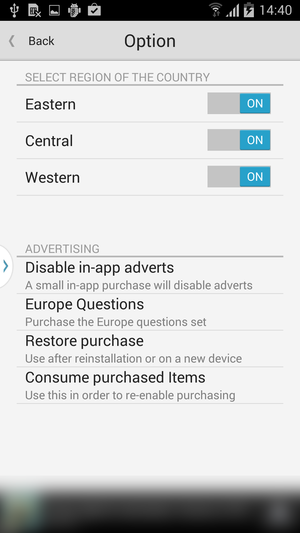 14:40
Back
Option
SELECT REGION OF THE COUNTRY
Eastern ON
Central ON
Western ON
ADVERTISING
Disable in-app adverts
A small in-app purchase will disable adverts
Europe Questions
Purchase the Europe questions set
Restore purchase
Use after reinstallation or on a new device
Consume purchased Items
Use this in order to re-enable purchasing